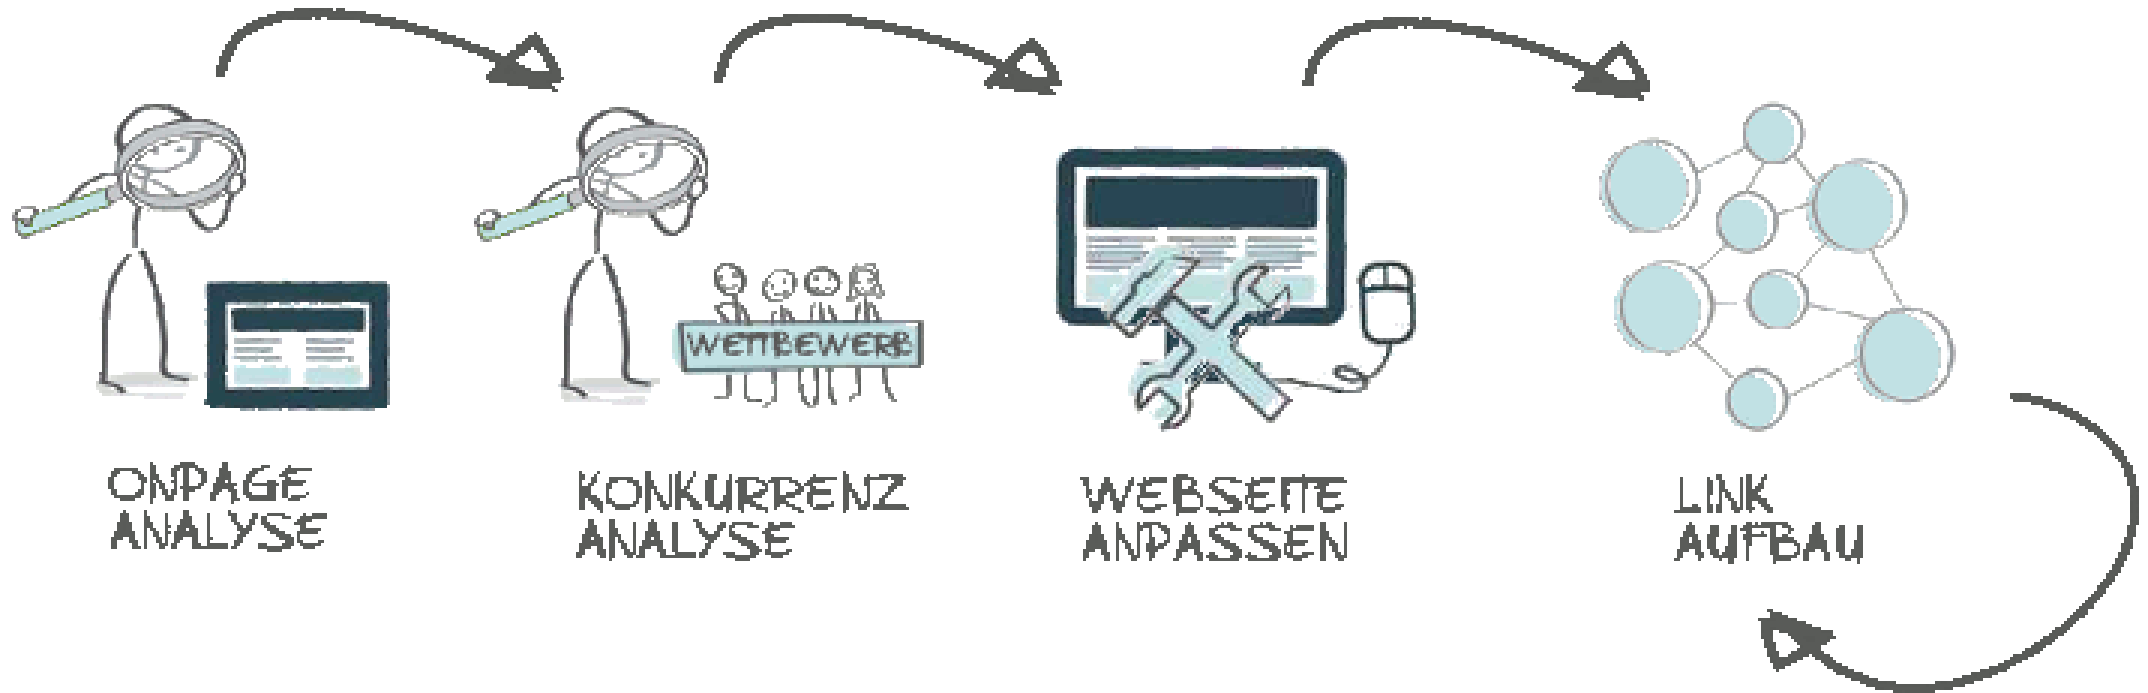 WETTBEWERB
ONPAGE
ANALYSE
KONKURRENZ
ANALYSE
WEBSEITE
ANPASSEN
LINK
AUFBAU